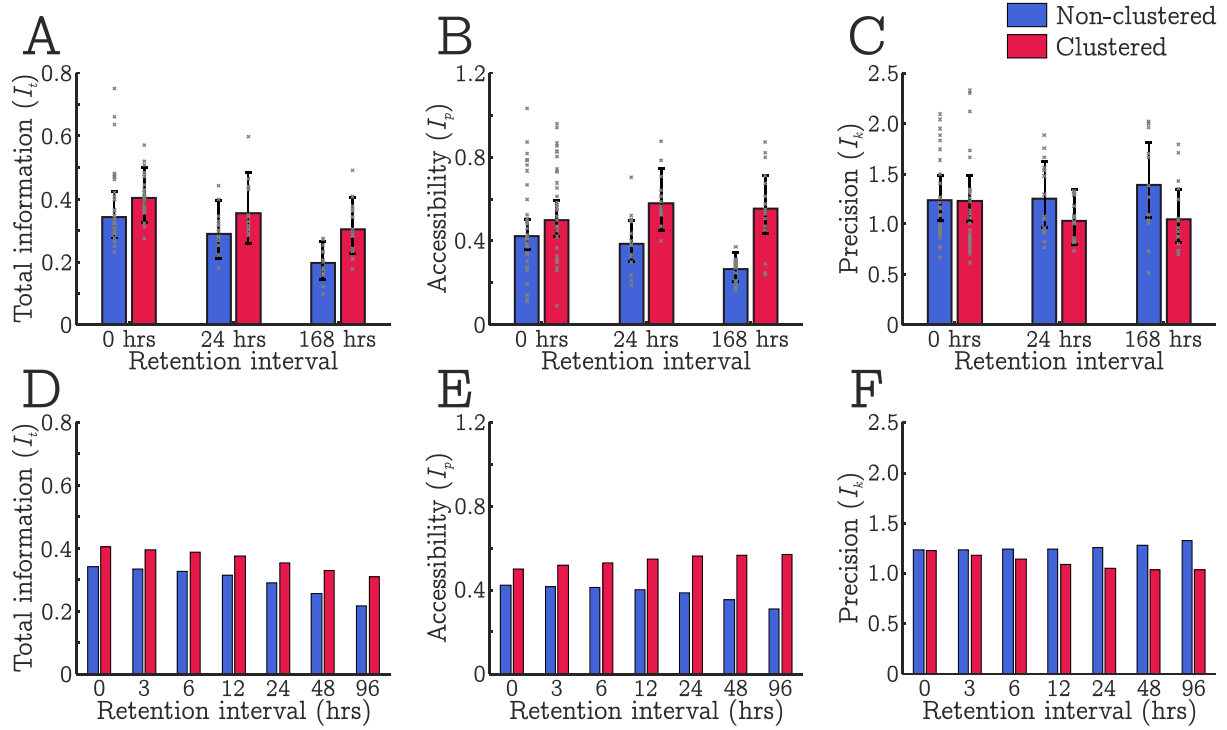 Non-clustered
Clustered
A
Total information (I_t)
0.8
0.6
0.4
0.2
0
0 hrs 24 hrs 168 hrs
Retention interval
B
Accessibility (I_p)
1.2
0.8
0.4
0
0 hrs 24 hrs 168 hrs
Retention interval
C
Precision (I_k)
2.5
2.0
1.5
1.0
0.5
0
0 hrs 24 hrs 168 hrs
Retention interval
D
Total information (I_t)
0.8
0.6
0.4
0.2
0
0 3 6 12 24 48 96
Retention interval (hrs)
E
Accessibility (I_p)
1.2
0.8
0.4
0
0 3 6 12 24 48 96
Retention interval (hrs)
F
Precision (I_k)
2.5
2.0
1.5
1.0
0.5
0
0 3 6 12 24 48 96
Retention interval (hrs)